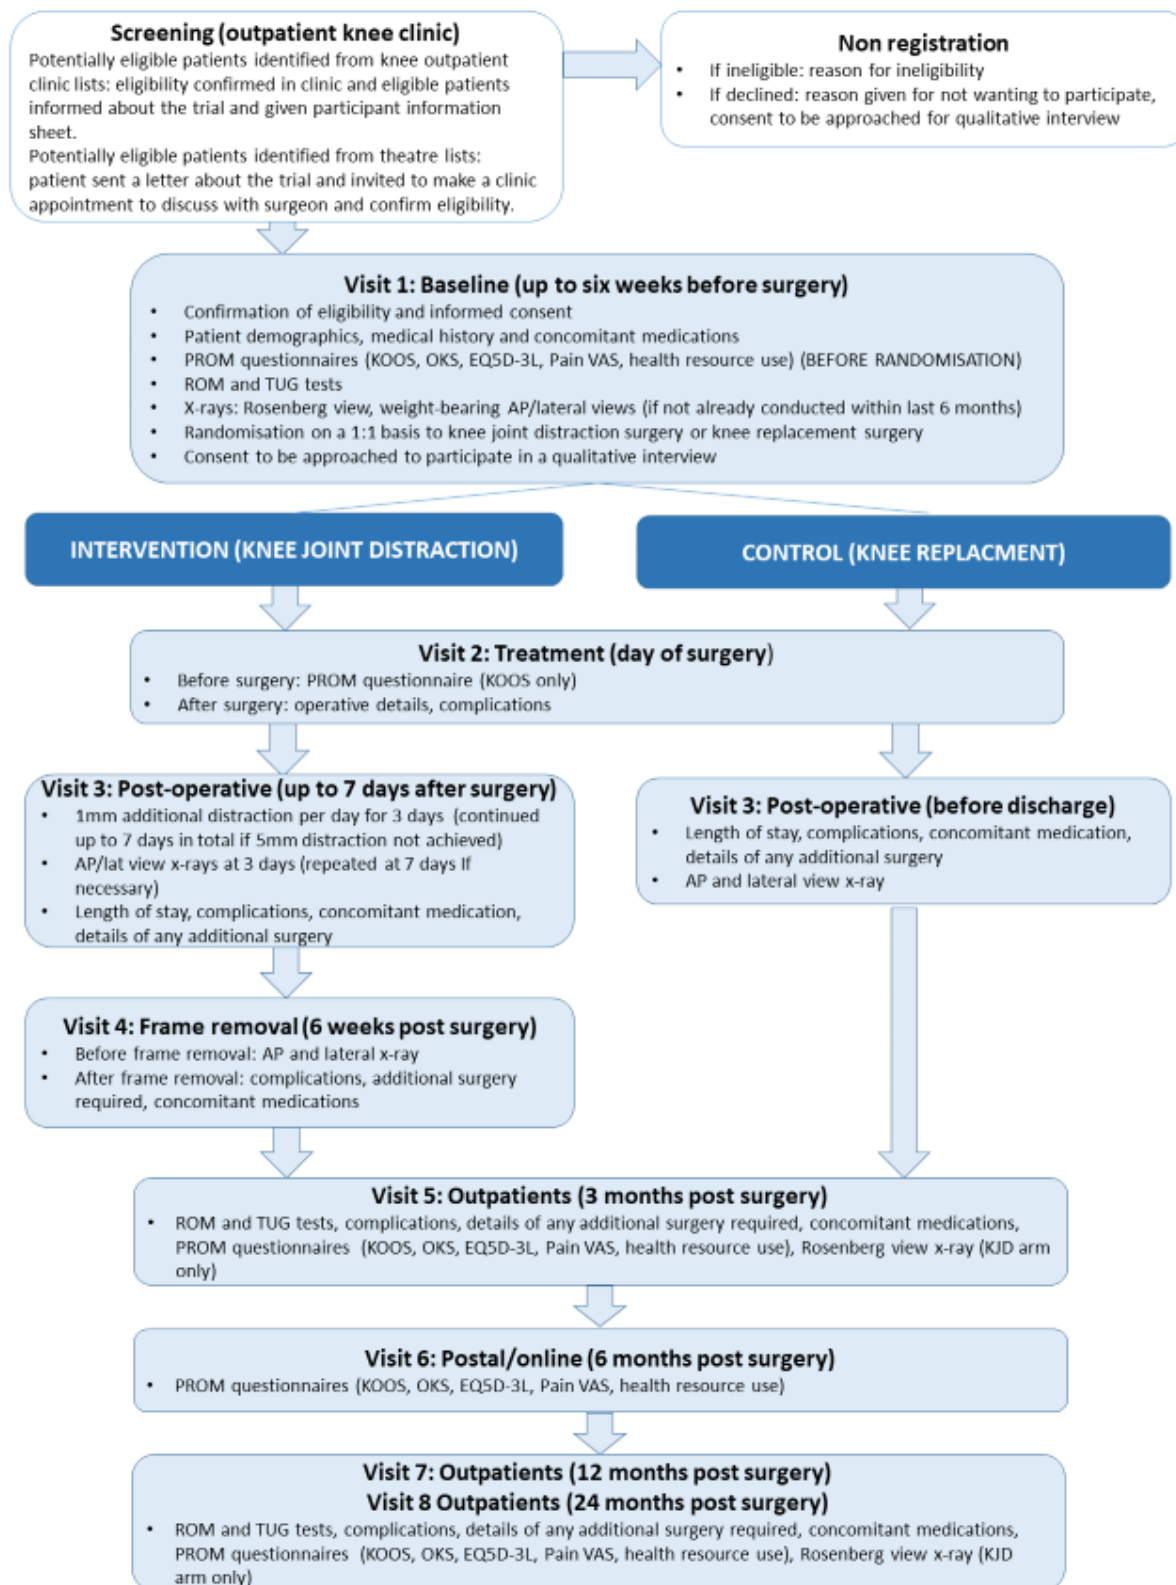 Screening (outpatient knee clinic)
Potentially eligible patients identified from knee outpatient
clinic lists: eligibility confirmed in clinic and eligible patients
informed about the trial and given participant information
sheet.
Potentially eligible patients identified from theatre lists:
patient sent a letter about the trial and invited to make a clinic
appointment to discuss with surgeon and confirm eligibility.
Non registration
• If ineligible: reason for ineligibility
• If declined: reason given for not wanting to participate,
consent to be approached for qualitative interview
Visit 1: Baseline (up to six weeks before surgery)
• Confirmation of eligibility and informed consent
• Patient demographics, medical history and concomitant medications
• PROM questionnaires (KOOS, OKS, EQ5D-3L, Pain VAS, health resource use) (BEFORE RANDOMISATION)
• ROM and TUG tests
• X-rays: Rosenberg view, weight-bearing AP/lateral views (if not already conducted within last 6 months)
• Randomisation on a 1:1 basis to knee joint distraction surgery or knee replacement surgery
• Consent to be approached to participate in a qualitative interview
INTERVENTION (KNEE JOINT DISTRACTION)
CONTROL (KNEE REPLACMENT)
Visit 2: Treatment (day of surgery)
• Before surgery: PROM questionnaire (KOOS only)
• After surgery: operative details, complications
Visit 3: Post-operative (up to 7 days after surgery)
• 1mm additional distraction per day for 3 days (continued
up to 7 days in total if 5mm distraction not achieved)
• AP/lat view x-rays at 3 days (repeated at 7 days If
necessary)
• Length of stay, complications, concomitant medication,
details of any additional surgery
Visit 3: Post-operative (before discharge)
• Length of stay, complications, concomitant medication,
details of any additional surgery
• AP and lateral view x-ray
Visit 4: Frame removal (6 weeks post surgery)
• Before frame removal: AP and lateral x-ray
• After frame removal: complications, additional surgery
required, concomitant medications
Visit 5: Outpatients (3 months post surgery)
• ROM and TUG tests, complications, details of any additional surgery required, concomitant medications,
PROM questionnaires (KOOS, OKS, EQ5D-3L, Pain VAS, health resource use), Rosenberg view x-ray (KJD arm
only)
Visit 6: Postal/online (6 months post surgery)
• PROM questionnaires (KOOS, OKS, EQ5D-3L, Pain VAS, health resource use)
Visit 7: Outpatients (12 months post surgery)
Visit 8 Outpatients (24 months post surgery)
• ROM and TUG tests, complications, details of any additional surgery required, concomitant medications,
PROM questionnaires (KOOS, OKS, EQ5D-3L, Pain VAS, health resource use), Rosenberg view x-ray (KJD
arm only)